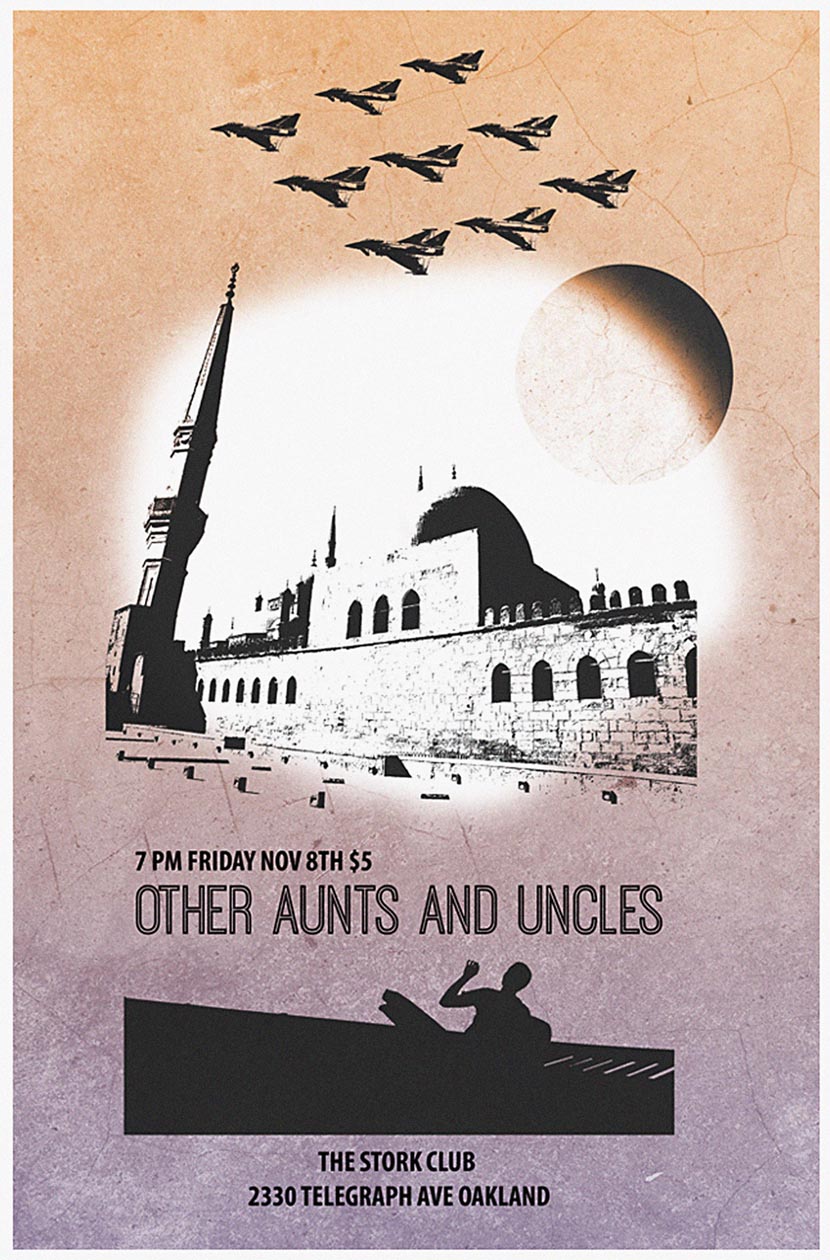 7 PM FRIDAY NOV 8TH $5
OTHER AUNTS AND UNCLES
THE STORK CLUB
2330 TELEGRAPH AVE OAKLAND